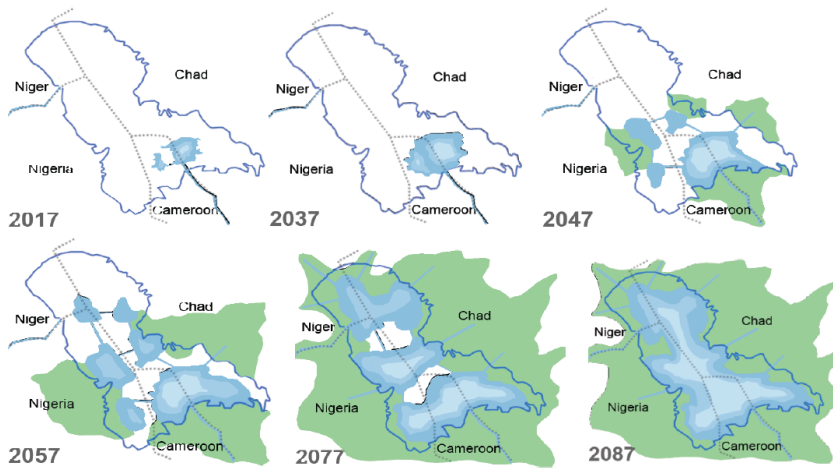 Niger
Chad
Nigeria
Cameroon
2017
Niger
Chad
Nigeria
Cameroon
2037
Niger
Chad
Nigeria
Cameroon
2047
Niger
Chad
Nigeria
Cameroon
2057
Niger
Chad
Nigeria
Cameroon
2077
Niger
Chad
Nigeria
Cameroon
2087